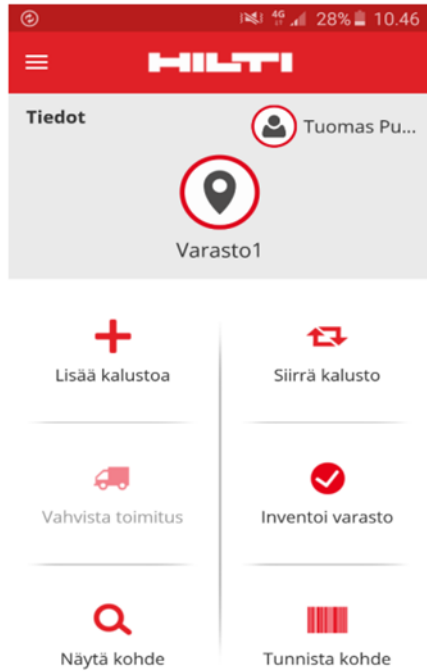 4G 28% 10.46
HILTI
Tiedot
Tuomas Pu...
Varasto1
Lisää kalustoa
Siirrä kalusto
Vahvista toimitus
Inventoi varasto
Näytä kohde
Tunnista kohde